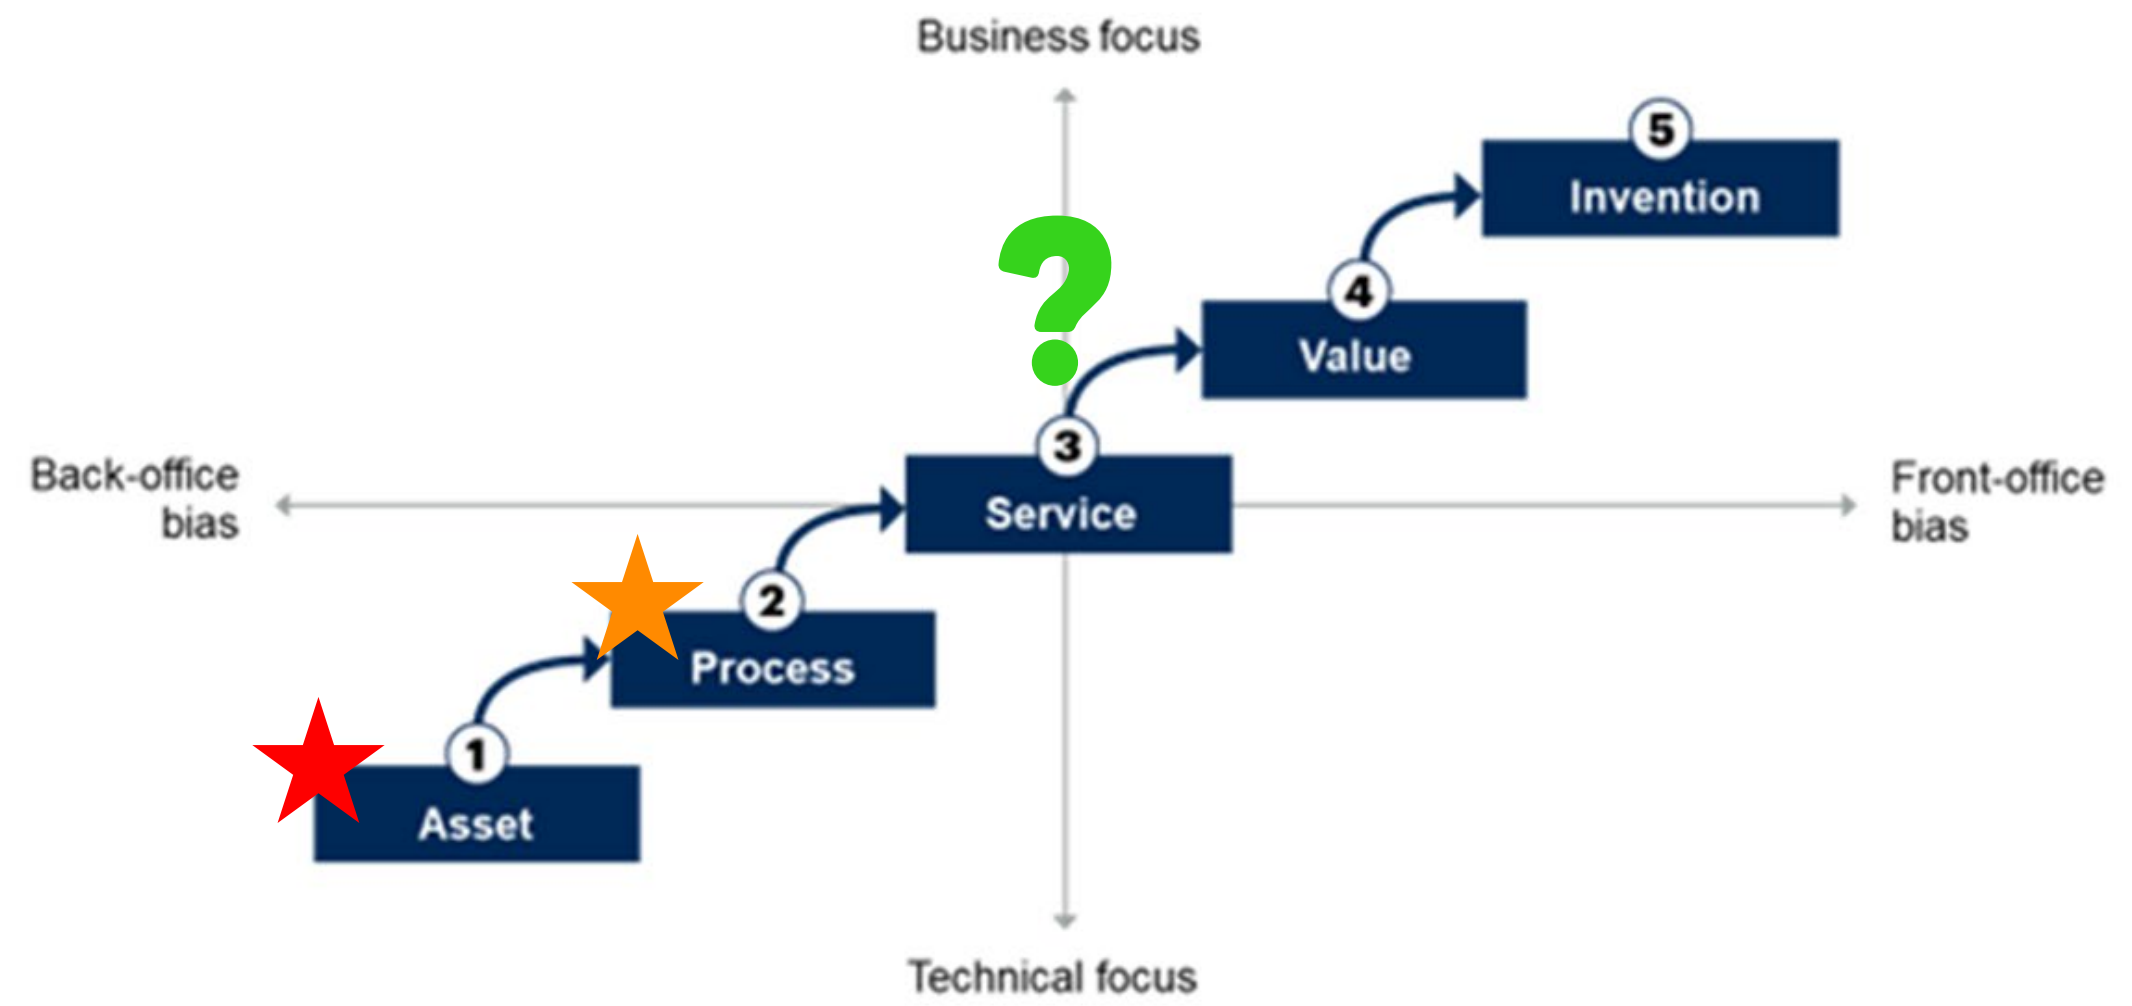 Business focus
5
Invention
4
Value
?
3
Back-office
bias
Service
Front-office
bias
2
Process
1
Asset
Technical focus